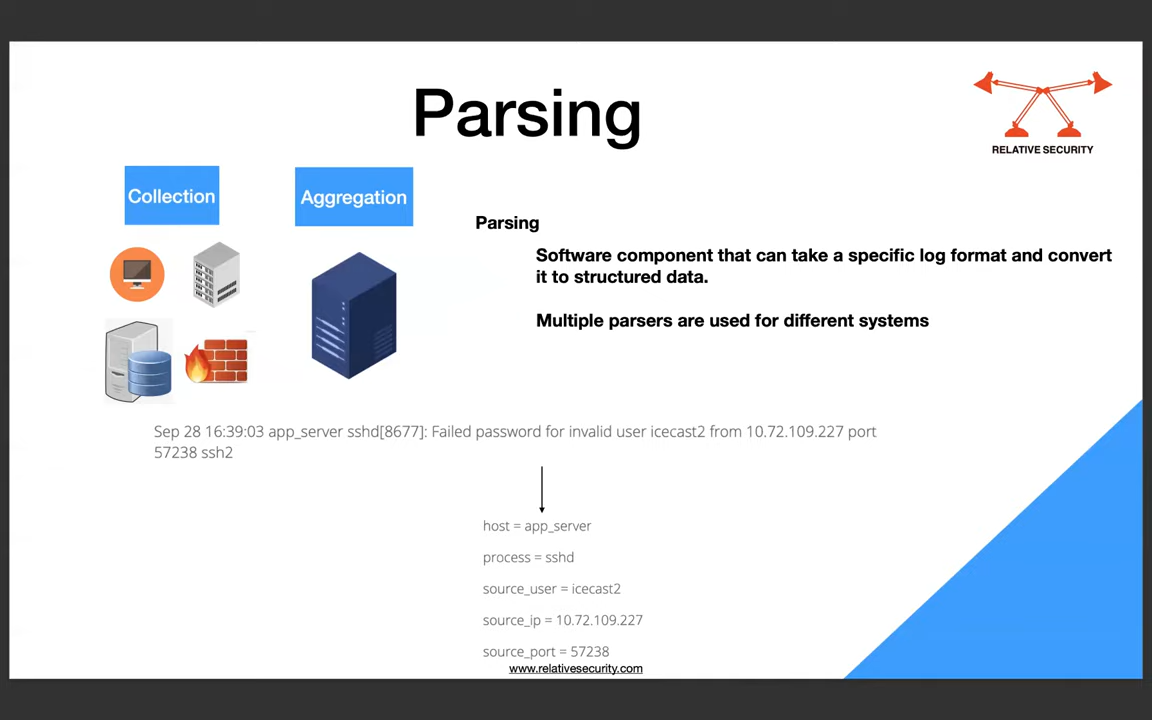 Parsing
RELATIVE SECURITY
Collection
Aggregation
Parsing
Software component that can take a specific log format and convert
it to structured data.
Multiple parsers are used for different systems
Sep 28 16:39:03 app_server sshd[8677]: Failed password for invalid user icecast2 from 10.72.109.227 port
57238 ssh2
host = app_server
process = sshd
source_user = icecast2
source_ip = 10.72.109.227
source_port = 57238
www.relativesecurity.com